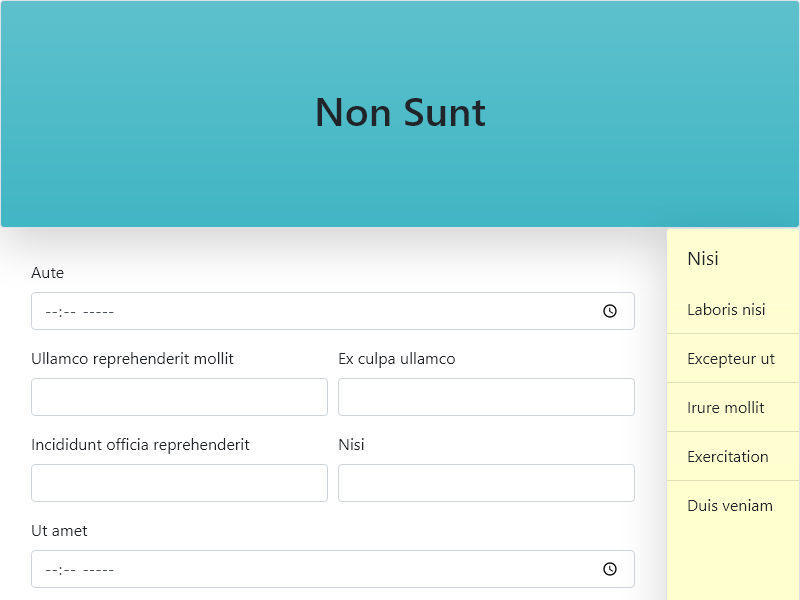 Non Sunt
Aute
--:-- -----
Ullamco reprehenderit mollit
Ex culpa ullamco
Incididunt officia reprehenderit
Nisi
Ut amet
--:-- -----
Nisi
Laboris nisi
Excepteur ut
Irure mollit
Exercitation
Duis veniam